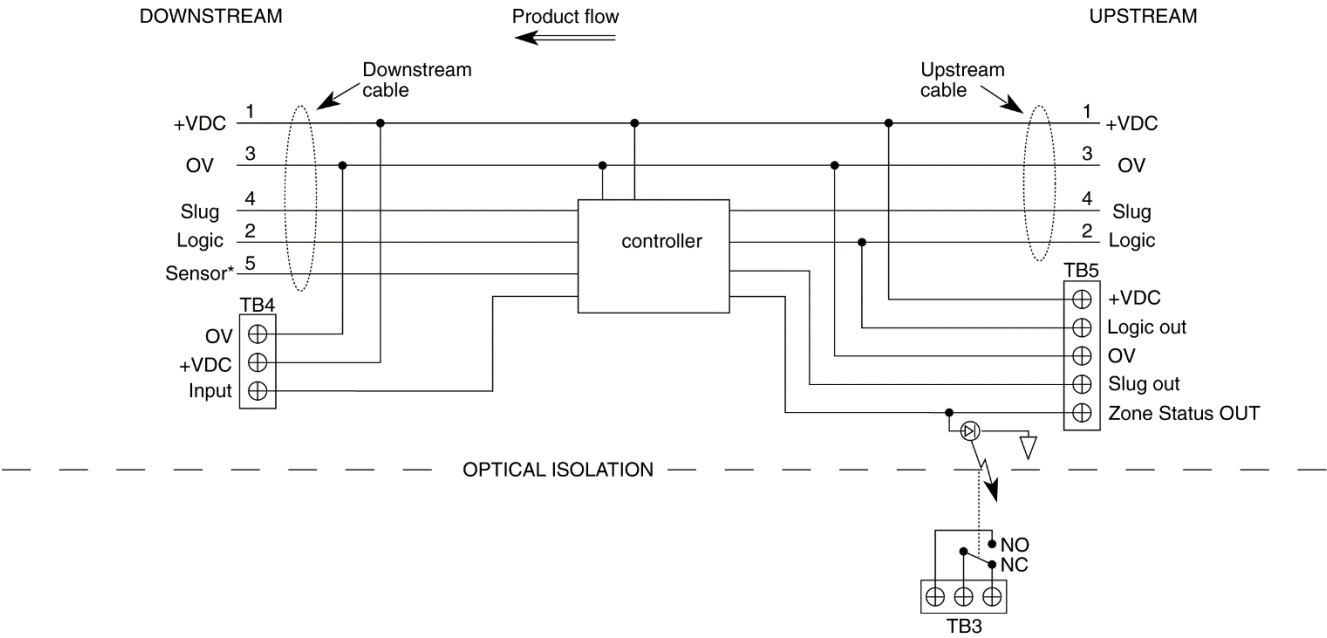 DOWNSTREAM
Product flow
UPSTREAM
Downstream
cable
Upstream
cable
+VDC 1
1 +VDC
OV 3
3 OV
Slug 4
4 Slug
Logic 2
controller
2 Logic
Sensor* 5
TB4
OV
+VDC
Input
TB5
+VDC
Logic out
OV
Slug out
Zone Status OUT
OPTICAL ISOLATION
NO
NC
TB3